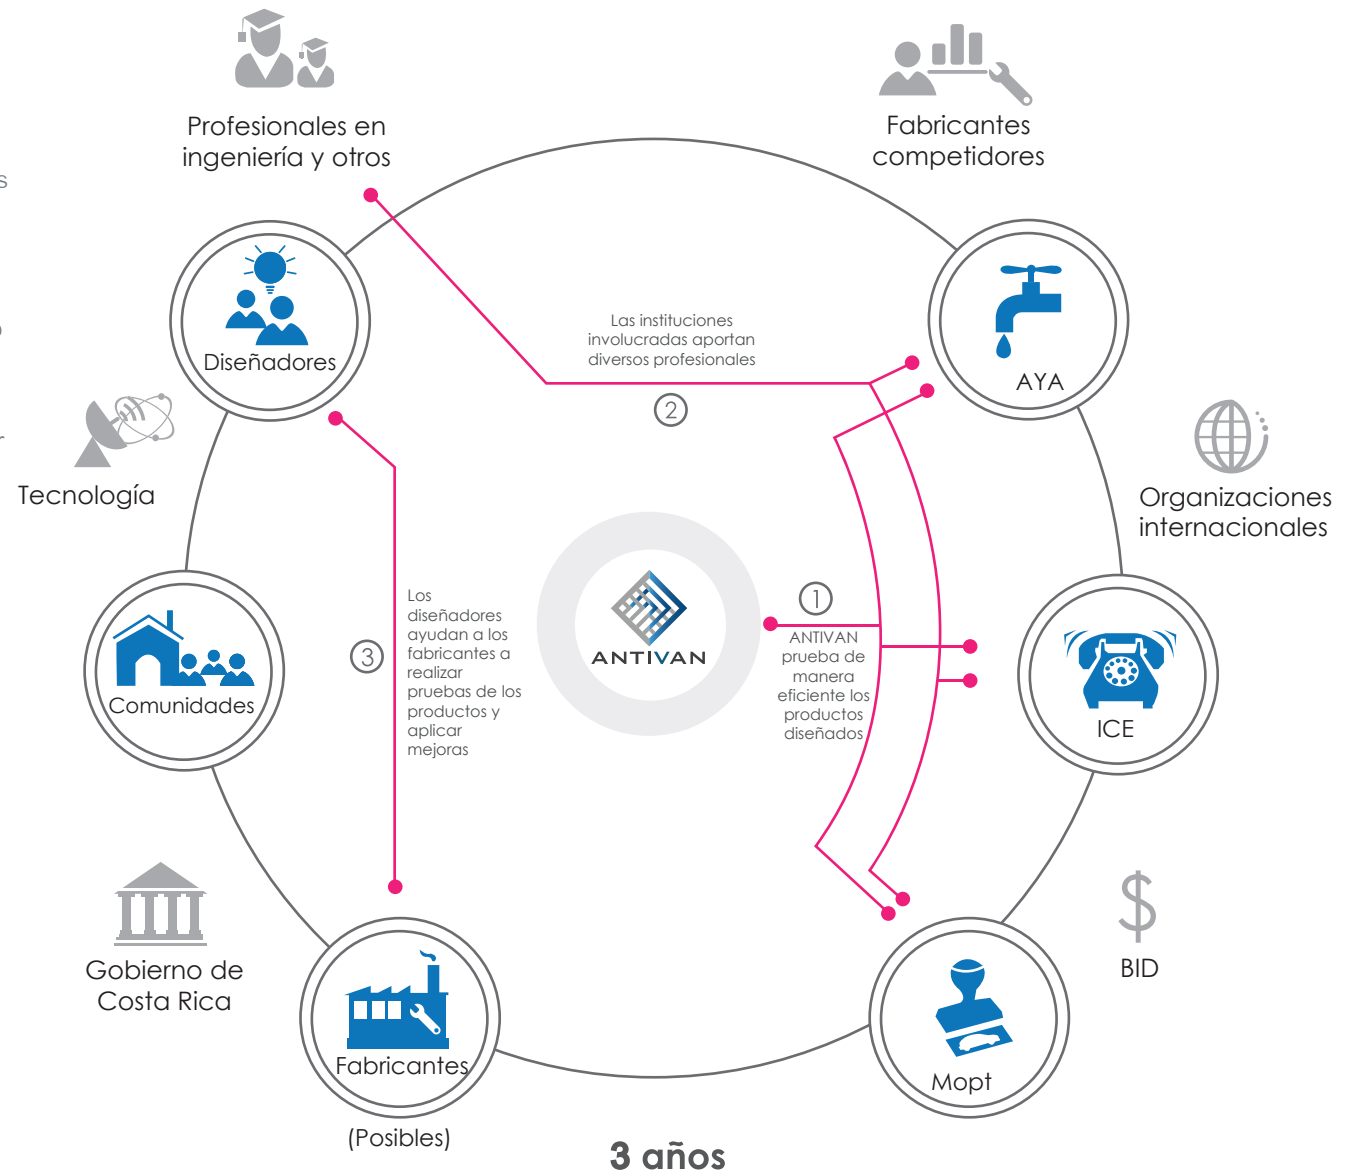 Profesionales en
ingeniería y otros
Fabricantes
competidores
s
Diseñadores
Las instituciones
involucradas aportan
diversos profesionales
2
AYA
o
r
Tecnología
Organizaciones
internacionales
Comunidades
3
Los
diseñadores
ayudan a los
fabricantes a
realizar
pruebas de los
productos y
aplicar
mejoras
ANTIVAN
1
ANTIVAN
prueba de
manera
eficiente los
productos
diseñados
ICE
Gobierno de
Costa Rica
$
BID
Fabricantes
(Posibles)
Mopt
3 años